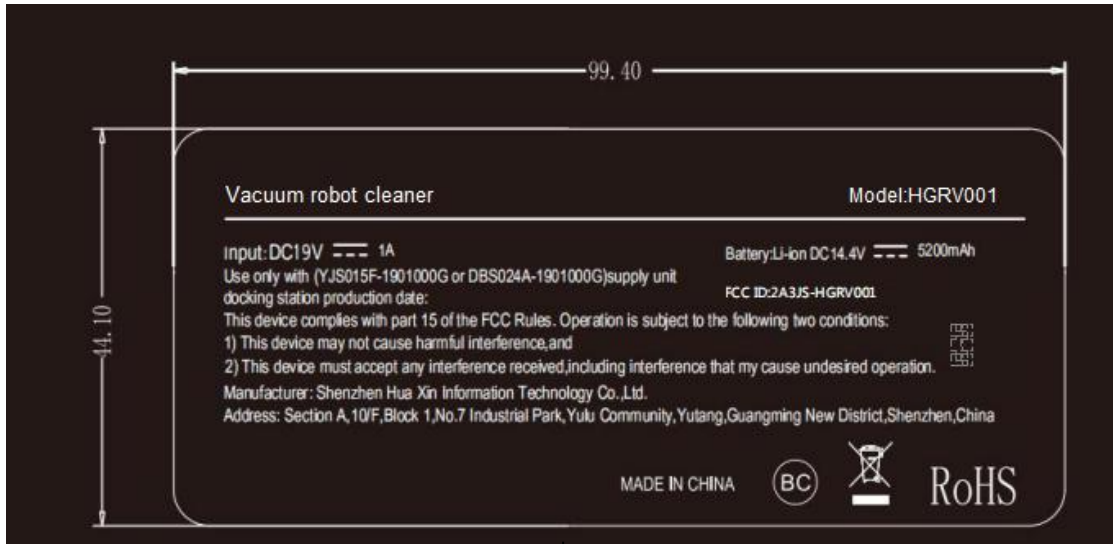 99.40
44.10
Vacuum robot cleaner Model:HGRV001
Input:DC19V 1A Battery:Li-ion DC14.4V 5200mAh
Use only with (YJS015F-1901000G or DBS024A-1901000G)supply unit
docking station production date: FCC ID:2A3JS-HGRV001
This device complies with part 15 of the FCC Rules. Operation is subject to the following two conditions:
1) This device may not cause harmful interference,and
2) This device must accept any interference received,including interference that my cause undesired operation.
Manufacturer: Shenzhen Hua Xin Information Technology Co.,Ltd.
Address: Section A,10/F,Block 1,No.7 Industrial Park,Yulu Community,Yutang,Guangming New District,Shenzhen,China
MADE IN CHINA BC RoHS